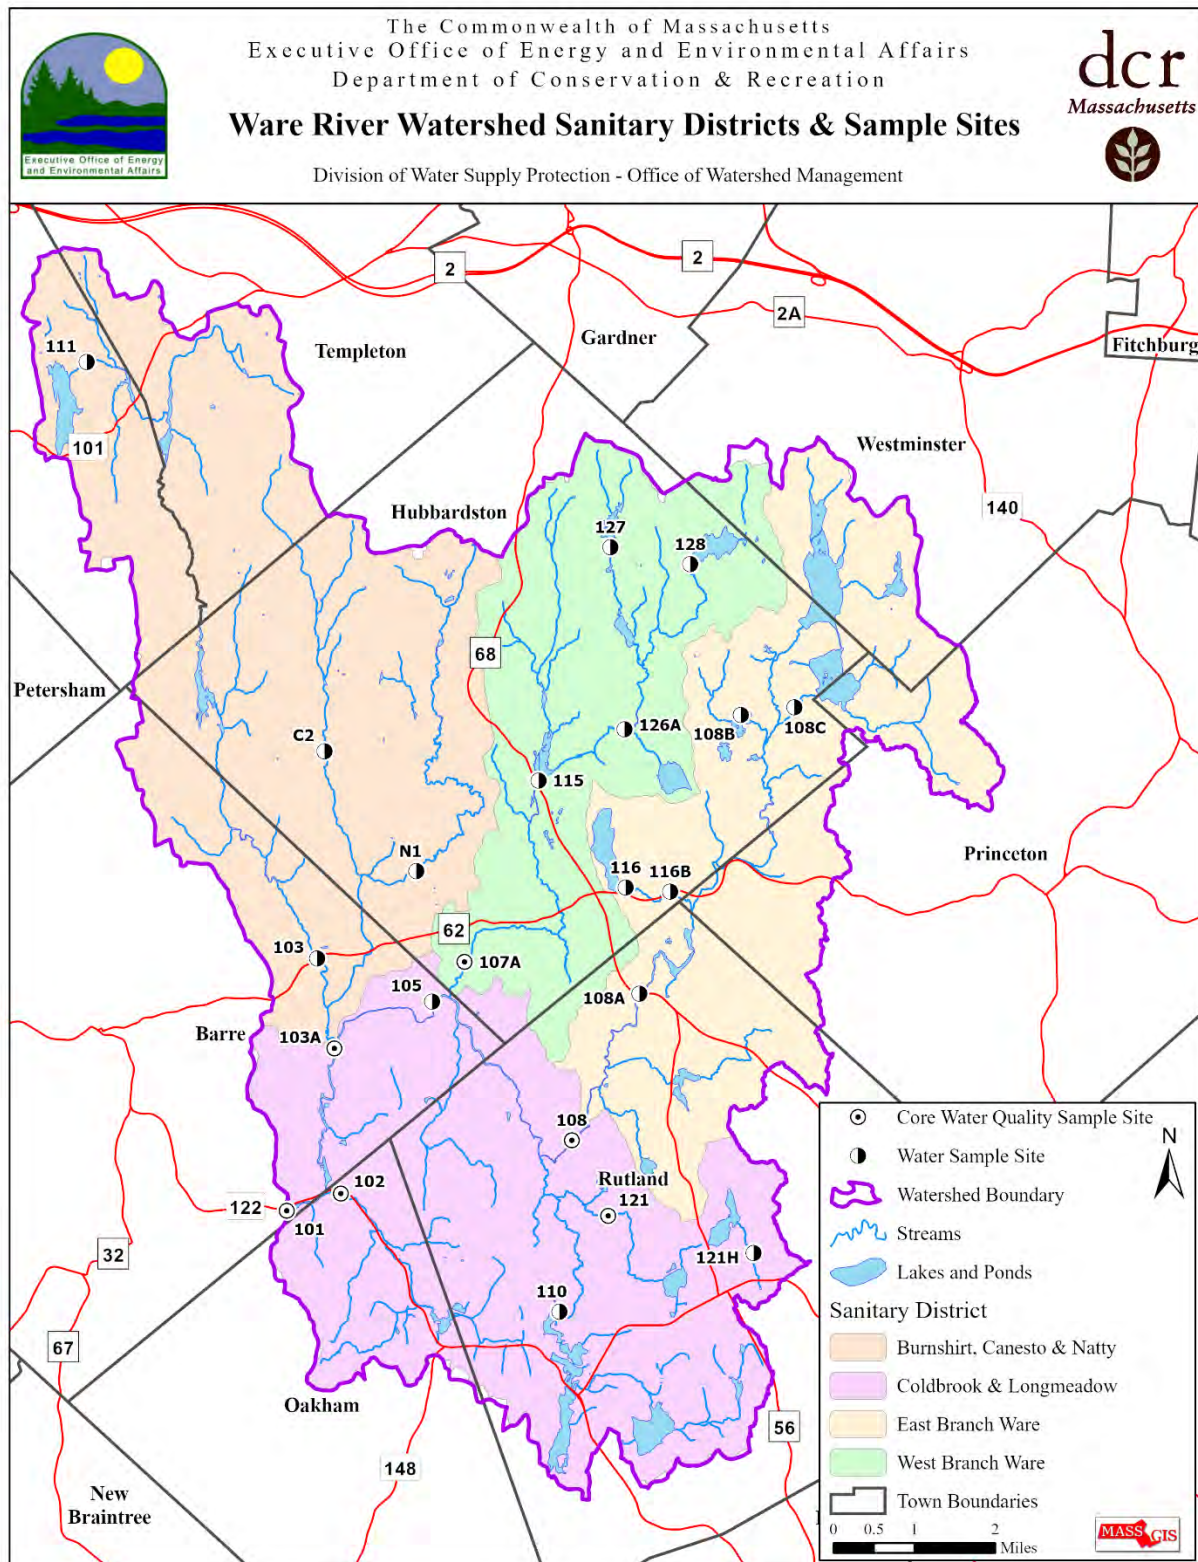 The Commonwealth of Massachusetts
Executive Office of Energy and Environmental Affairs
Department of Conservation & Recreation
Ware River Watershed Sanitary Districts & Sample Sites
Division of Water Supply Protection - Office of Watershed Management
Executive Office of Energy
and Environmental Affairs
dcr
Massachusetts
2
2
2A
Gardner
Templeton
Fitchburg
111
101
Westminster
140
Hubbardston
127
128
68
Petersham
C2
126A
108B
108C
115
N1
116
116B
Princeton
62
103
107A
105
108A
Barre
103A
108
Rutland
102
121
122
101
32
121H
110
67
Oakham
56
148
New
Braintree
Core Water Quality Sample Site
N
Water Sample Site
Watershed Boundary
Streams
Lakes and Ponds
Sanitary District
Burnshirt, Canesto & Natty
Coldbrook & Longmeadow
East Branch Ware
West Branch Ware
Town Boundaries
0 0.5 1 2
Miles
MASSGIS